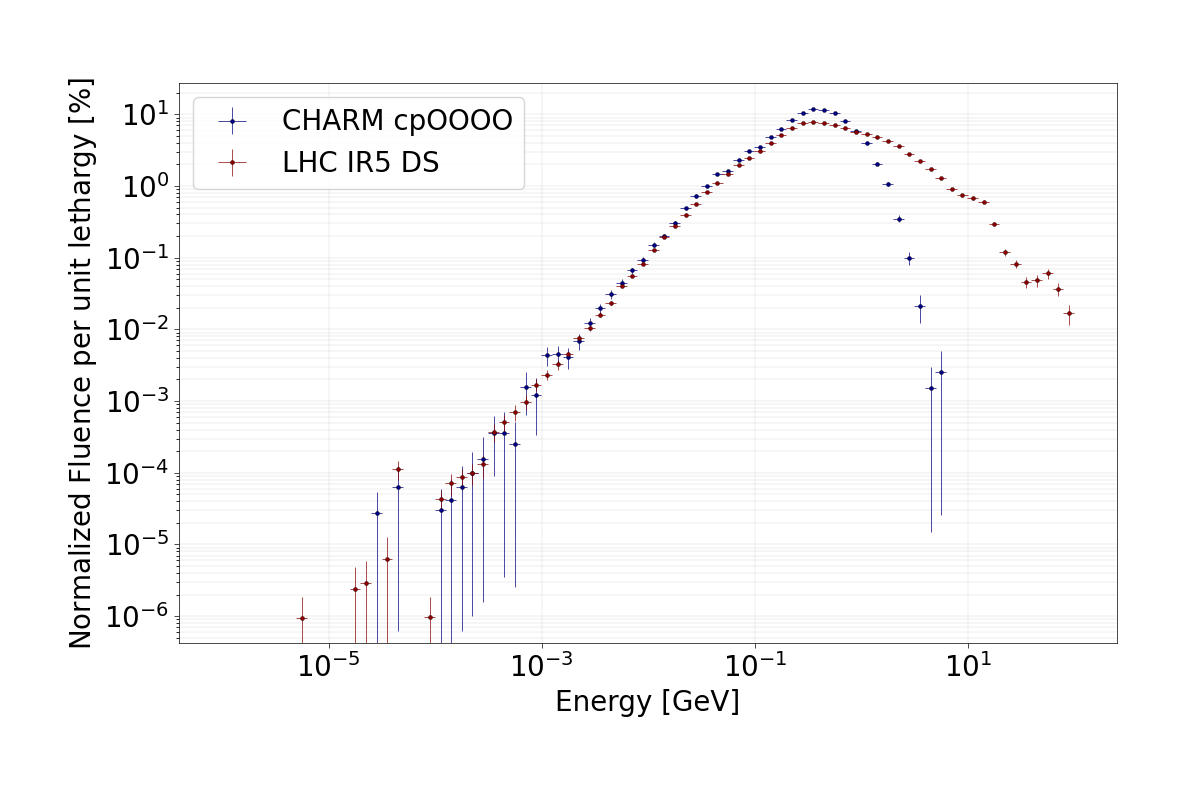 Normalized Fluence per unit lethargy [%]
10¹
10⁰
10⁻¹
10⁻²
10⁻³
10⁻⁴
10⁻⁵
10⁻⁶
CHARM cpOOOO
LHC IR5 DS
10⁻⁵ 10⁻³ 10⁻¹ 10¹
Energy [GeV]